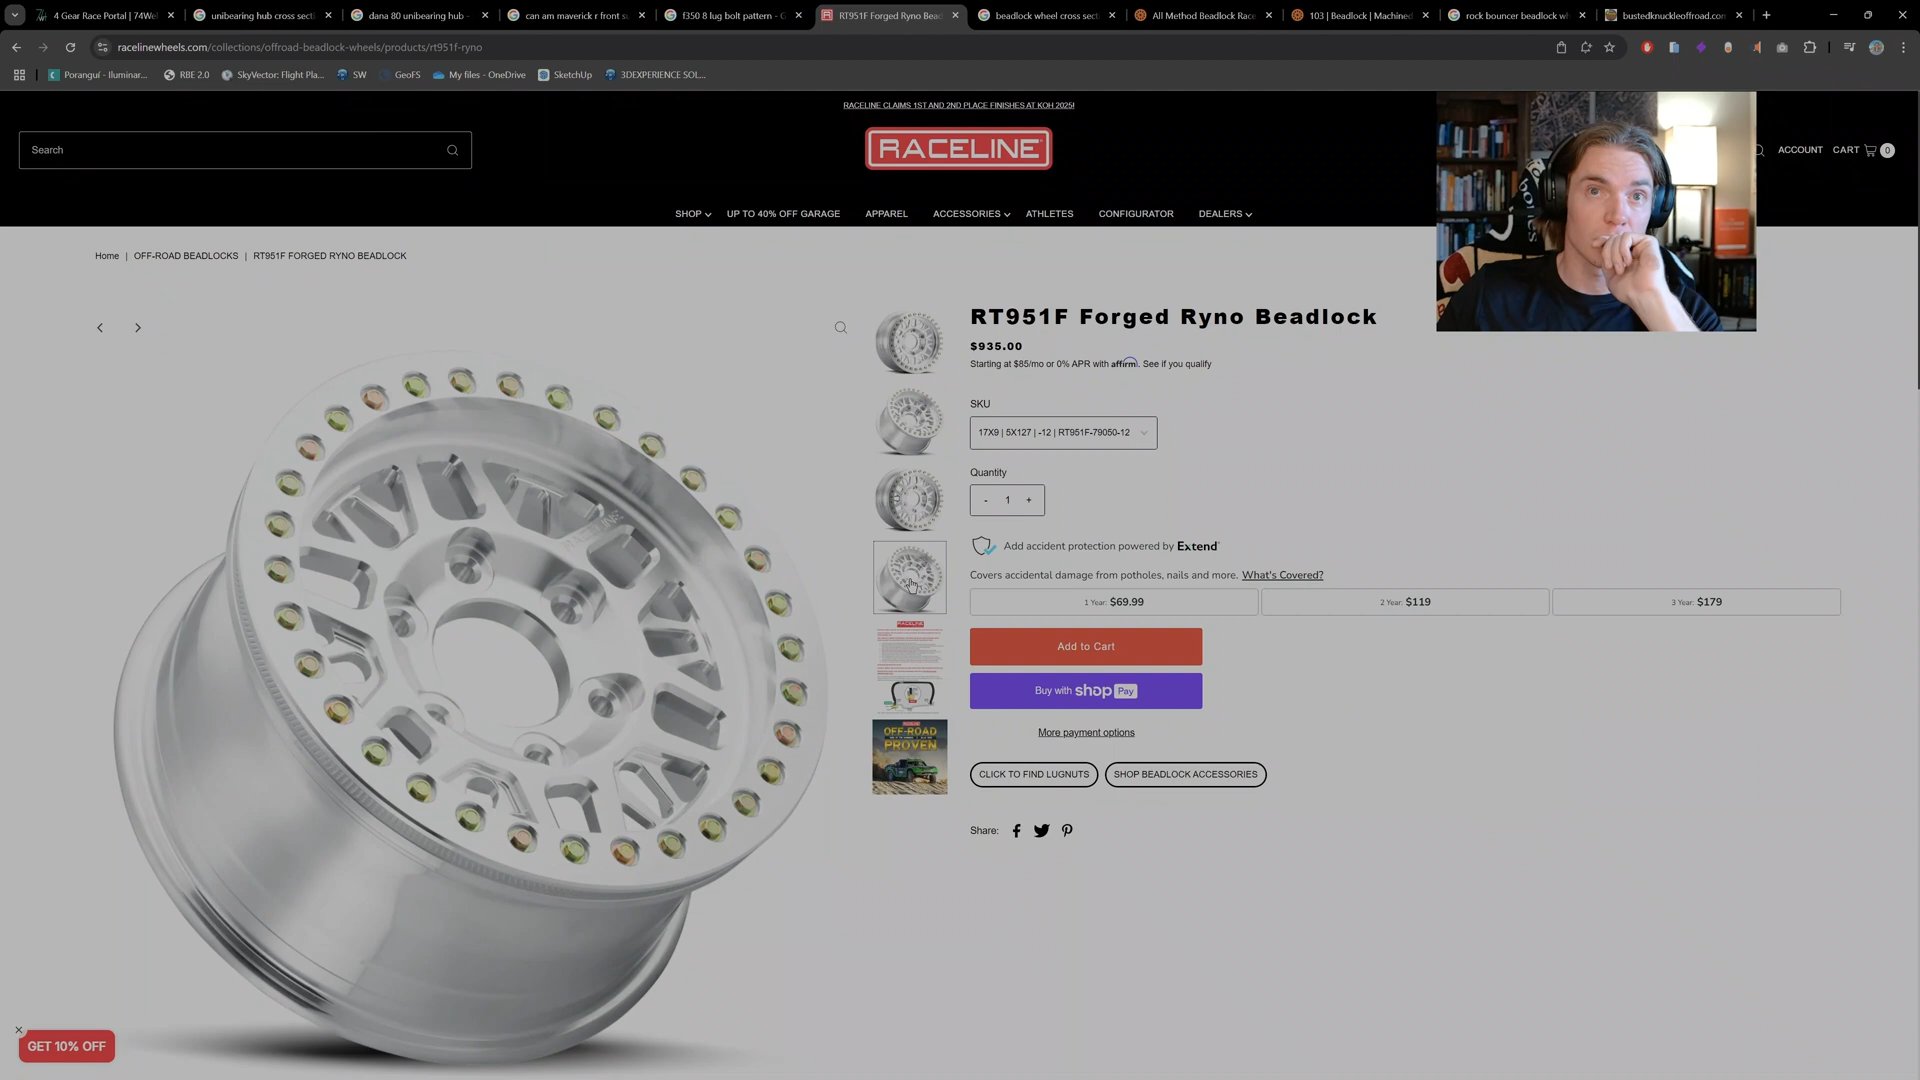 4 Gear Race Portal | 74Wel
unibearing hub cross secti
dana 80 unibearing hub -
can am maverick r front su
f350 8 lug bolt pattern - G
RT951F Forged Ryno Bead
beadlock wheel cross sect
All Method Beadlock Race
103 | Beadlock | Machined
rock bouncer beadlock wh
bustedknuckleoffroad.com
racelinewheels.com/collections/offroad-beadlock-wheels/products/rt951f-ryno
Poranguí - Iluminar...
RBE 2.0
SkyVector: Flight Pla...
SW
GeoFS
My files - OneDrive
SketchUp
3DEXPERIENCE SOL...
RACELINE CLAIMS 1ST AND 2ND PLACE FINISHES AT KOH 2025!
Search
RACELINE
ACCOUNT
CART
0
SHOP
UP TO 40% OFF GARAGE
APPAREL
ACCESSORIES
ATHLETES
CONFIGURATOR
DEALERS
Home | OFF-ROAD BEADLOCKS | RT951F FORGED RYNO BEADLOCK
RT951F Forged Ryno Beadlock
$935.00
Starting at $85/mo or 0% APR with affirm. See if you qualify
SKU
17X9 | 5X127 | -12 | RT951F-79050-12
Quantity
- 1 +
Add accident protection powered by Extend
Covers accidental damage from potholes, nails and more. What's Covered?
1 Year: $69.99
2 Year: $119
3 Year: $179
Add to Cart
Buy with shop Pay
More payment options
CLICK TO FIND LUGNUTS
SHOP BEADLOCK ACCESSORIES
Share:
RACELINE
RACELINE
OFF-ROAD
PROVEN
GET 10% OFF